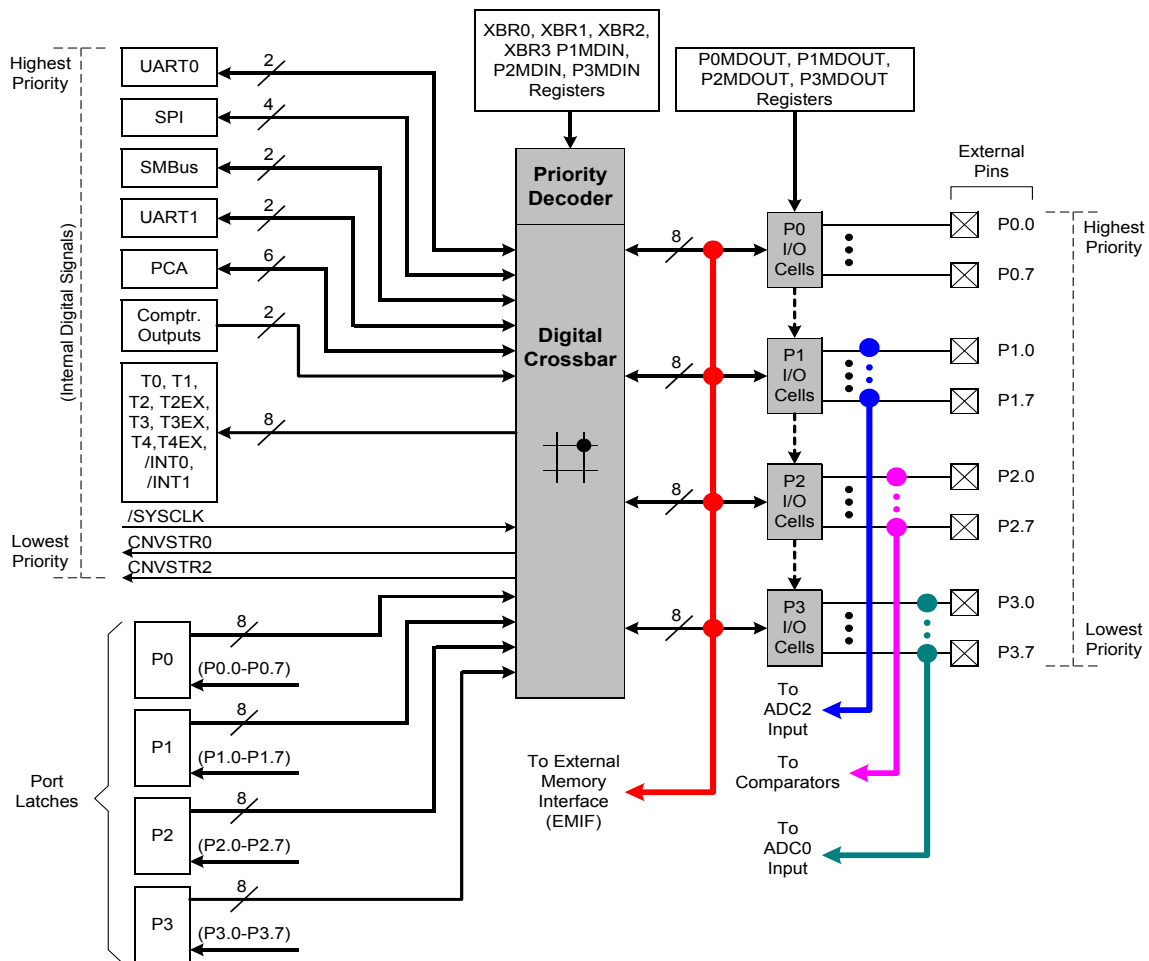 XBR0, XBR1, XBR2,
XBR3 P1MDIN,
P2MDIN, P3MDIN
Registers
P0MDOUT, P1MDOUT,
P2MDOUT, P3MDOUT
Registers
Highest
Priority
(Internal Digital Signals)
Lowest
Priority
UART0
2
SPI
4
SMBus
2
UART1
2
PCA
6
Comptr.
Outputs
2
T0, T1,
T2, T2EX,
T3, T3EX,
T4,T4EX,
/INT0,
/INT1
8
/SYSCLK
CNVSTR0
CNVSTR2
Port
Latches
P0
8
(P0.0-P0.7)
P1
8
(P1.0-P1.7)
P2
8
(P2.0-P2.7)
P3
8
(P3.0-P3.7)
Priority
Decoder
Digital
Crossbar
8
8
8
8
P0
I/O
Cells
P1
I/O
Cells
P2
I/O
Cells
P3
I/O
Cells
External
Pins
P0.0
P0.7
P1.0
P1.7
P2.0
P2.7
P3.0
P3.7
Highest
Priority
Lowest
Priority
To
ADC2
Input
To
Comparators
To
ADC0
Input
To External
Memory
Interface
(EMIF)